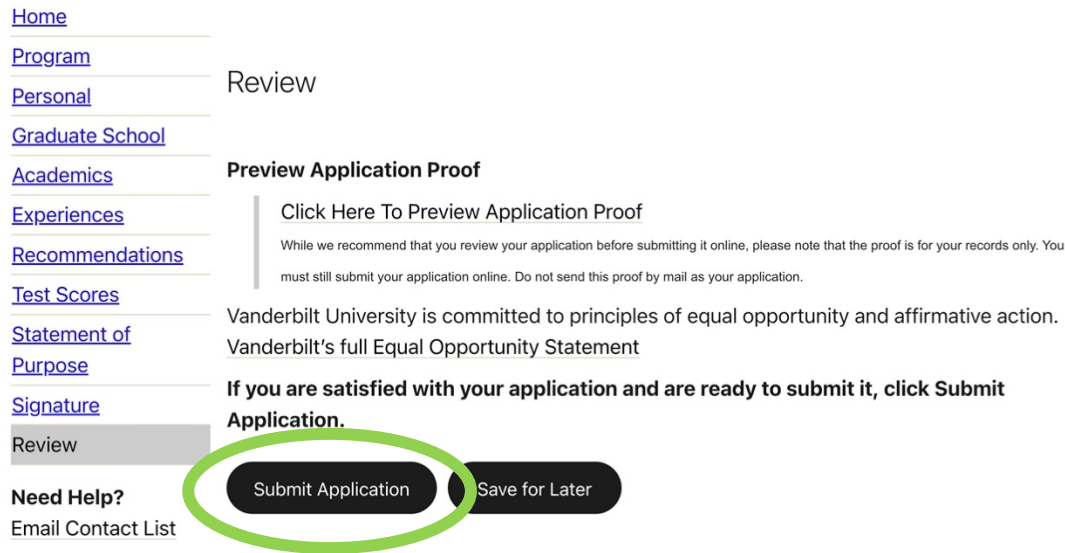 Home
Program
Personal
Graduate School
Academics
Experiences
Recommendations
Test Scores
Statement of
Purpose
Signature
Review
Need Help?
Email Contact List
Review
Preview Application Proof
Click Here To Preview Application Proof
While we recommend that you review your application before submitting it online, please note that the proof is for your records only. You
must still submit your application online. Do not send this proof by mail as your application.
Vanderbilt University is committed to principles of equal opportunity and affirmative action.
Vanderbilt’s full Equal Opportunity Statement
If you are satisfied with your application and are ready to submit it, click Submit
Application.
Submit Application
Save for Later